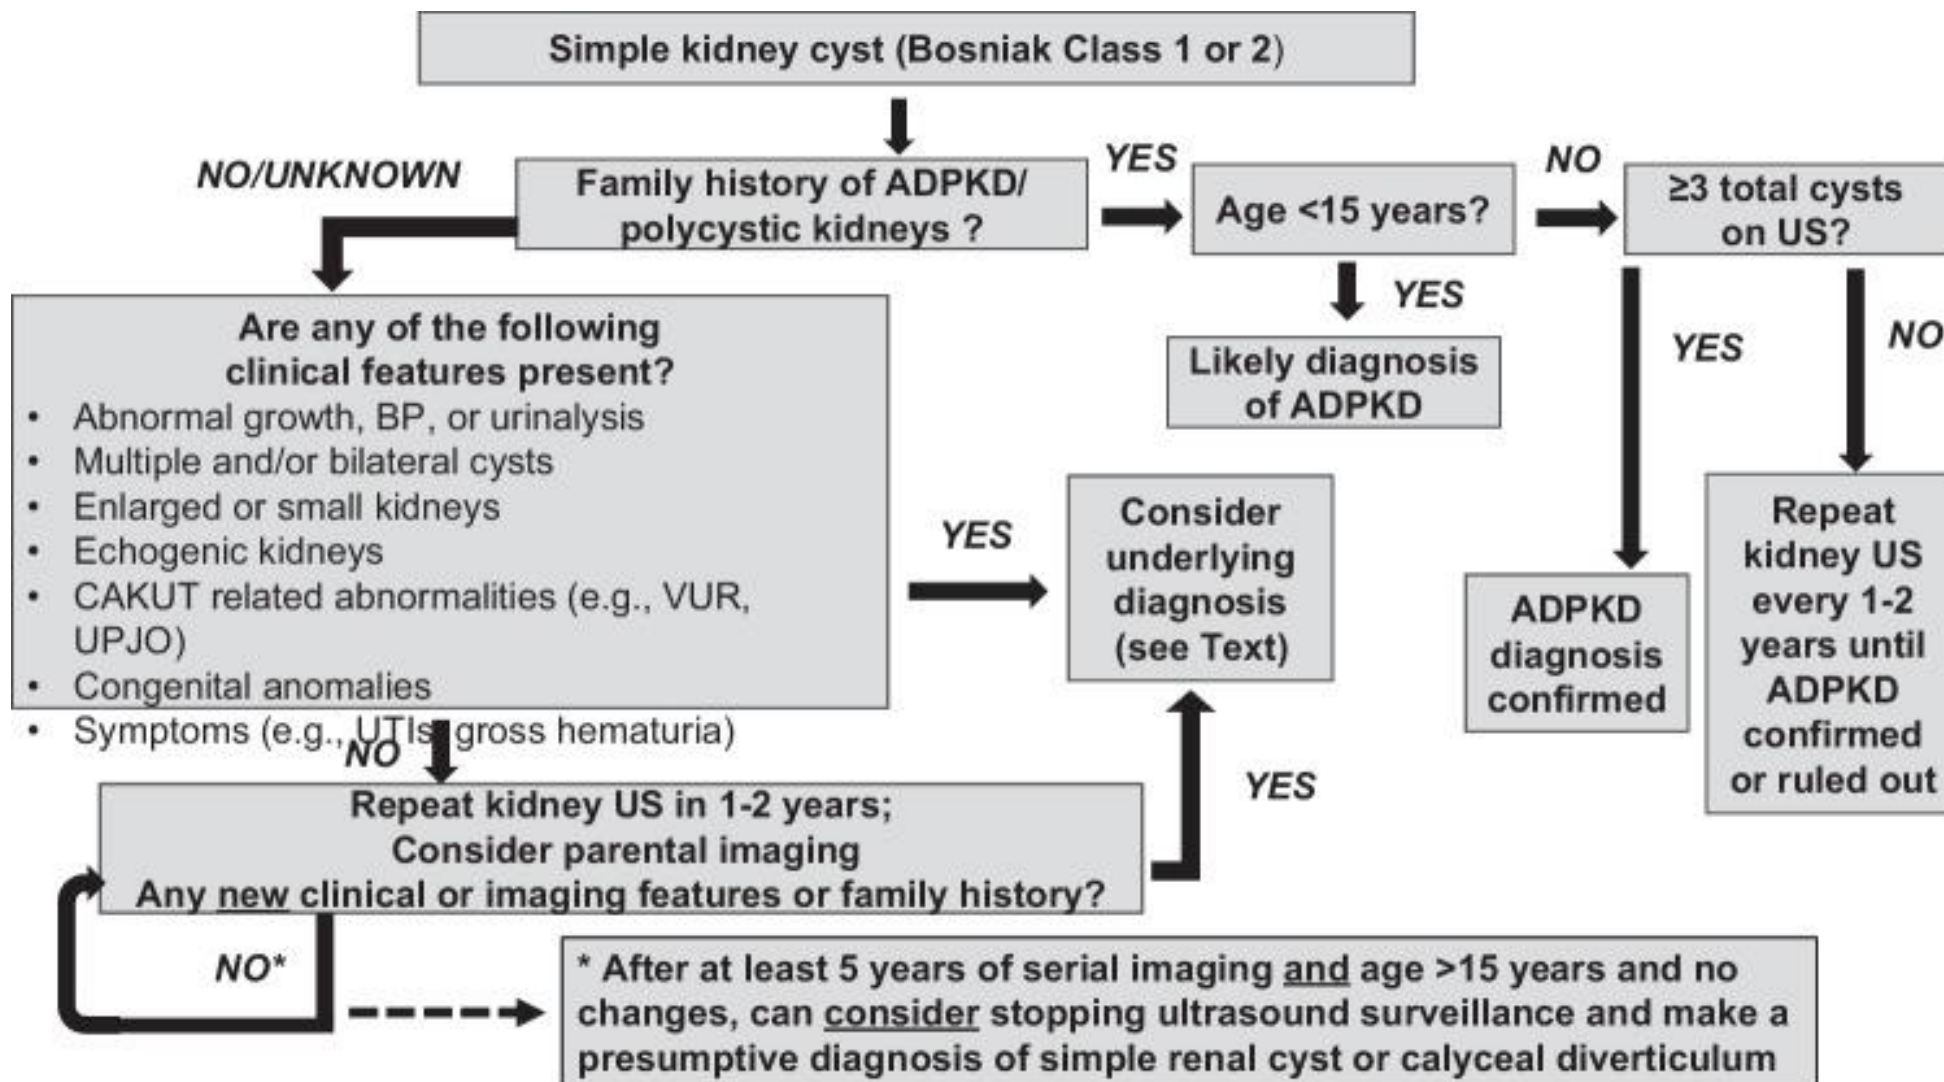 Simple kidney cyst (Bosniak Class 1 or 2)
NO/UNKNOWN
Family history of ADPKD/
polycystic kidneys ?
YES
Age <15 years?
NO
≥3 total cysts
on US?
YES
Likely diagnosis
of ADPKD
YES
NO
Are any of the following
clinical features present?
• Abnormal growth, BP, or urinalysis
• Multiple and/or bilateral cysts
• Enlarged or small kidneys
• Echogenic kidneys
• CAKUT related abnormalities (e.g., VUR,
UPJO)
• Congenital anomalies
• Symptoms (e.g., UTIs, gross hematuria)
YES
Consider
underlying
diagnosis
(see Text)
ADPKD
diagnosis
confirmed
Repeat
kidney US
every 1-2
years until
ADPKD
confirmed
or ruled out
NO
Repeat kidney US in 1-2 years;
Consider parental imaging
Any new clinical or imaging features or family history?
YES
NO*
* After at least 5 years of serial imaging and age >15 years and no
changes, can consider stopping ultrasound surveillance and make a
presumptive diagnosis of simple renal cyst or calyceal diverticulum